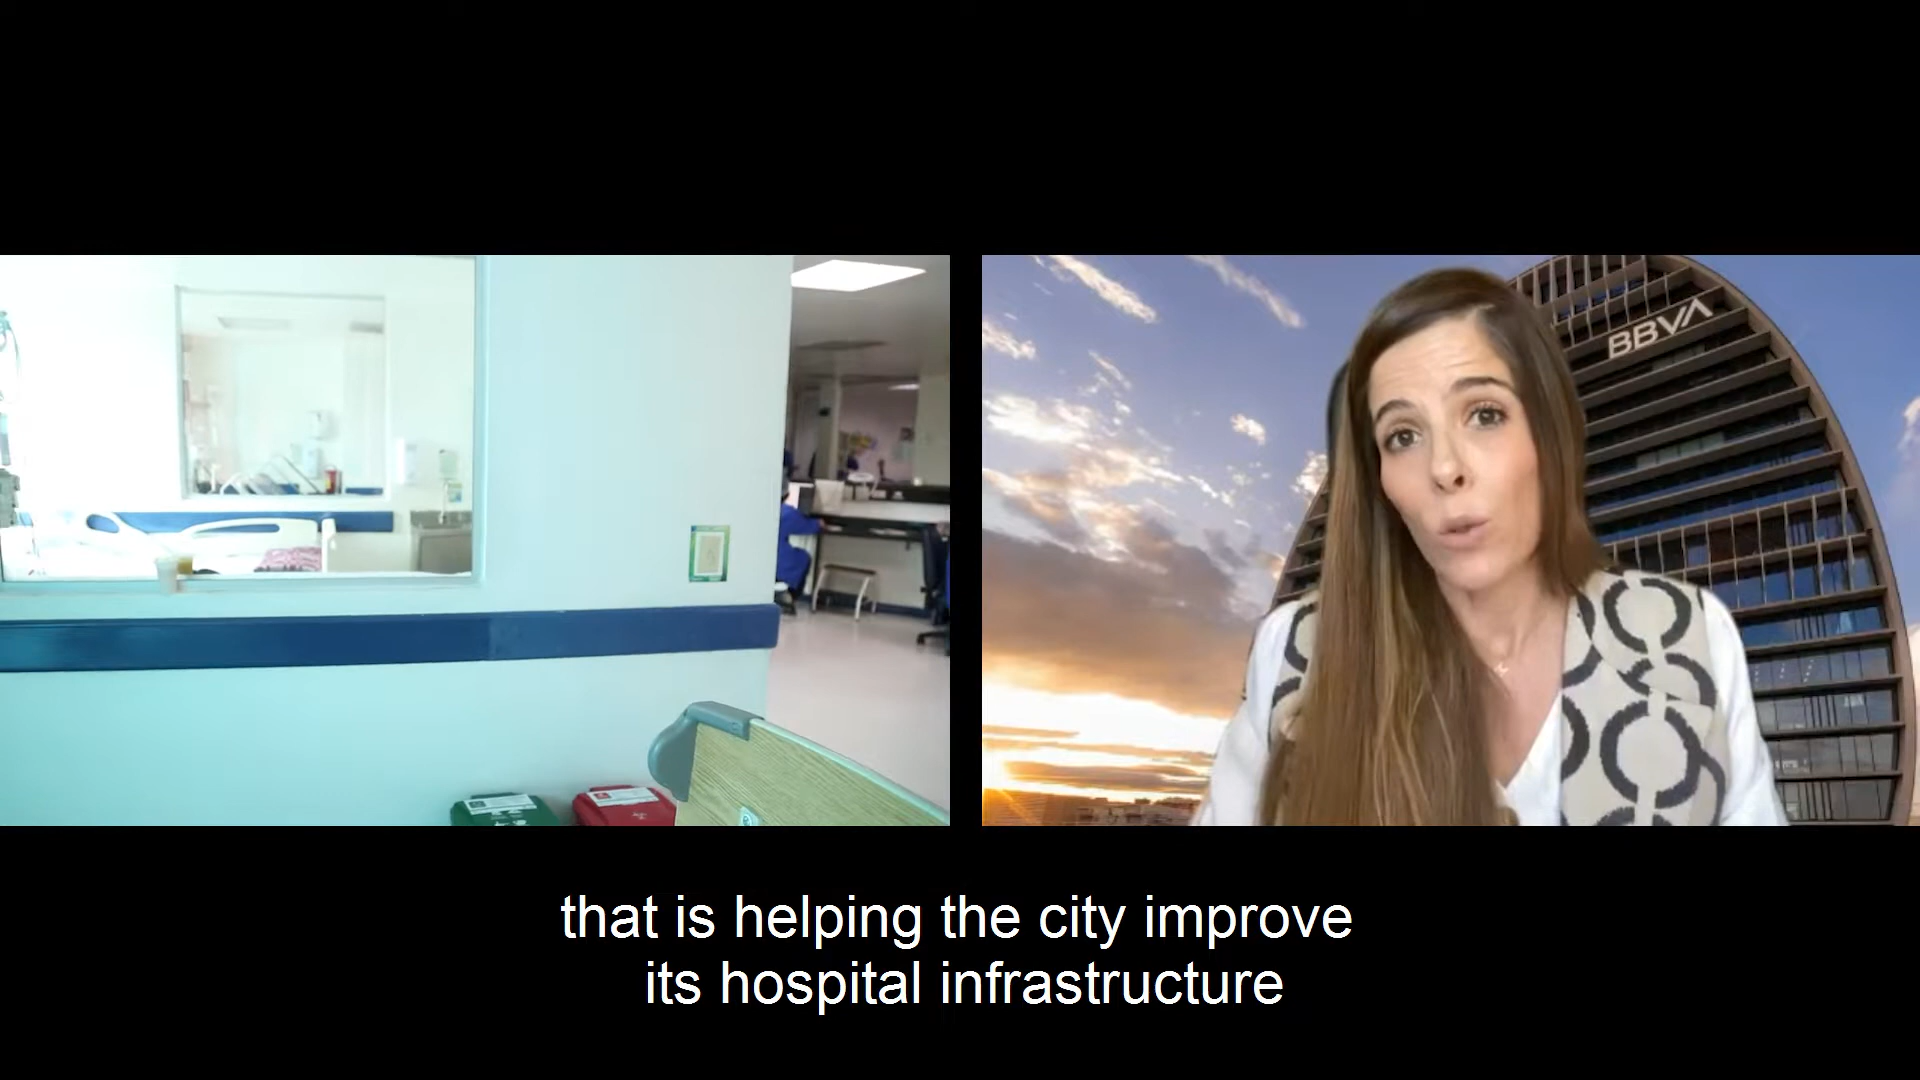 BBVA
that is helping the city improve
its hospital infrastructure